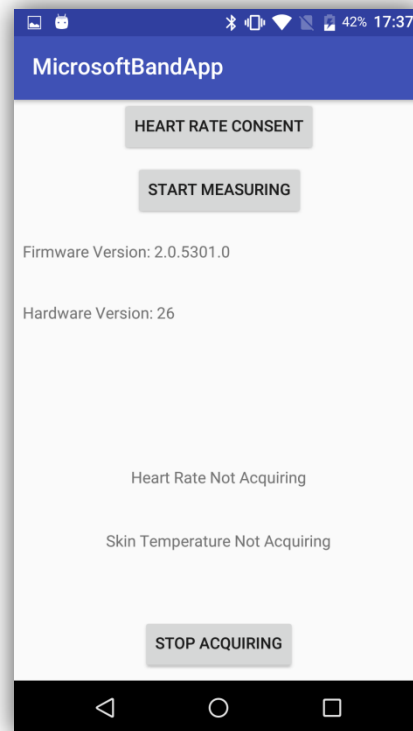 42% 17:37
MicrosoftBandApp
HEART RATE CONSENT
START MEASURING
Firmware Version: 2.0.5301.0
Hardware Version: 26
Heart Rate Not Acquiring
Skin Temperature Not Acquiring
STOP ACQUIRING